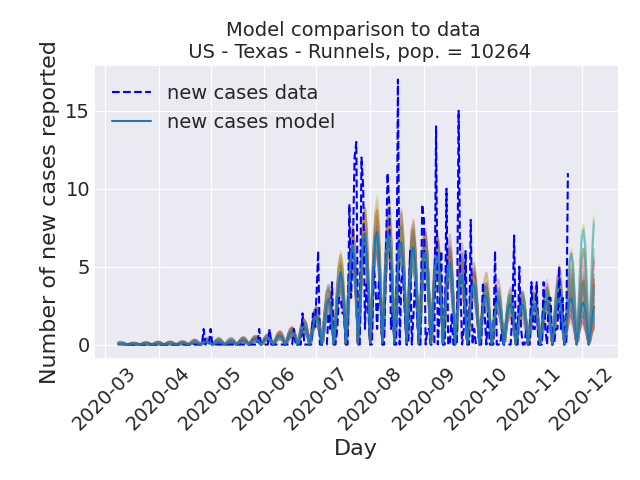 Model comparison to data
US - Texas - Runnels, pop. = 10264
new cases data
new cases model
Number of new cases reported
15
10
5
0
2020-03
2020-04
2020-05
2020-06
2020-07
2020-08
2020-09
2020-10
2020-11
2020-12
Day